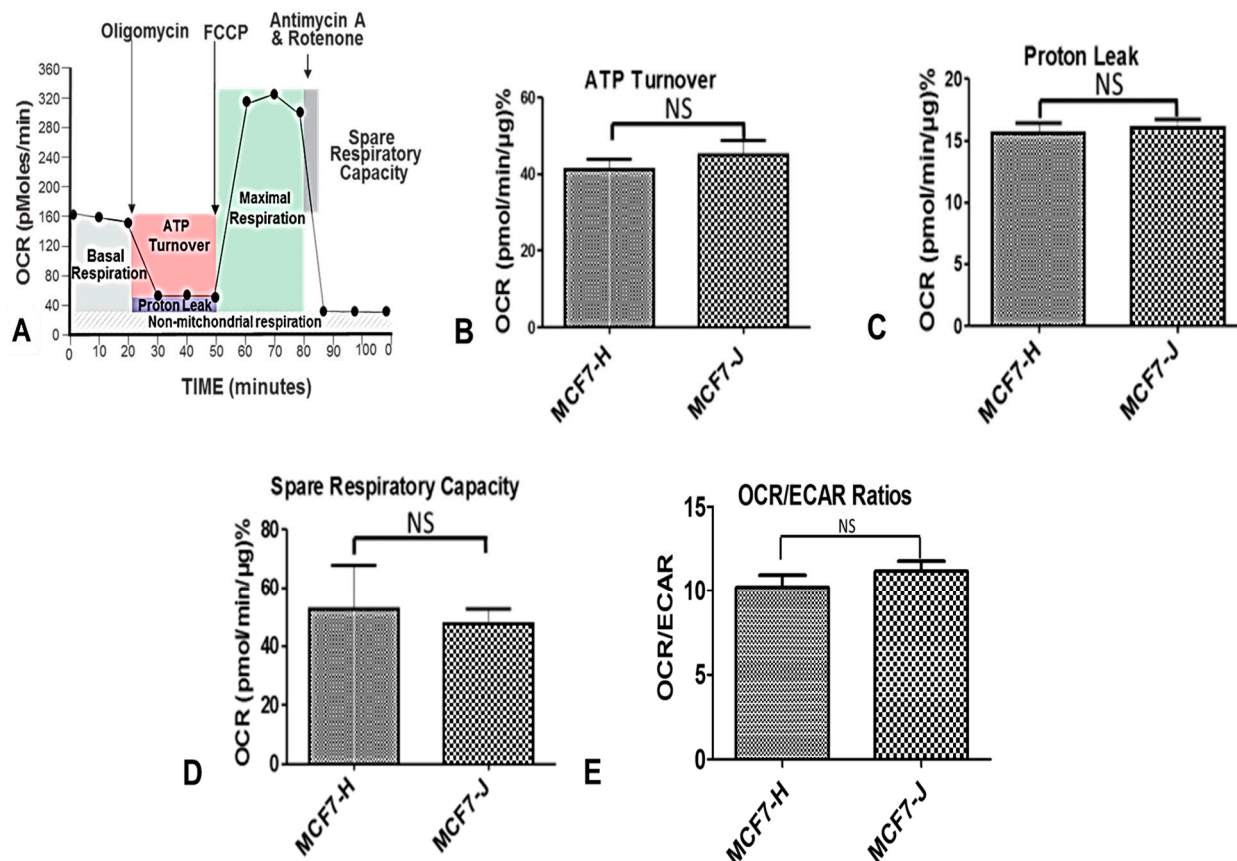 Oligomycin
FCCP
Antimycin A
& Rotenone
OCR (pMoles/min)
360
320
280
240
200
160
120
80
40
0
Basal
Respiration
ATP
Turnover
Proton Leak
Maximal
Respiration
Spare
Respiratory
Capacity
Non-mitchondrial respiration
0 10 20 30 40 50 60 70 80 90 100 0
TIME (minutes)
A
ATP Turnover
NS
OCR (pmol/min/µg)%
60
40
20
0
MCF7-H
MCF7-J
B
Proton Leak
NS
OCR (pmol/min/µg)%
20
15
10
5
0
MCF7-H
MCF7-J
C
Spare Respiratory Capacity
NS
OCR (pmol/min/µg)%
80
60
40
20
0
MCF7-H
MCF7-J
D
OCR/ECAR Ratios
NS
OCR/ECAR
15
10
5
0
MCF7-H
MCF7-J
E